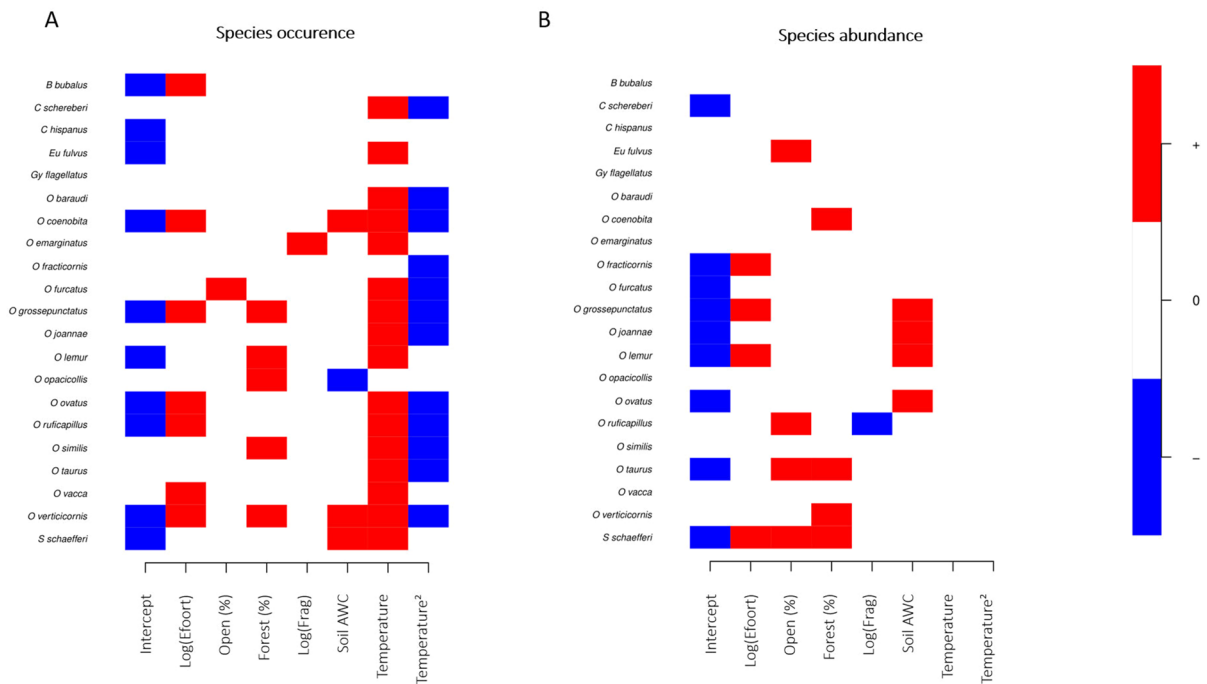 A
Species occurence
B bubalus
C schereberi
C hispanus
Eu fulvus
Gy flagellatus
O baraudi
O coenobita
O emarginatus
O fracticornis
O furcatus
O grossepunctatus
O joannae
O lemur
O opacicollis
O ovatus
O ruficapillus
O similis
O taurus
O vacca
O verticicornis
S schaefferi
Intercept
Log(Efoort)
Open (%)
Forest (%)
Log(Frag)
Soil AWC
Temperature
Temperature²
B
Species abundance
B bubalus
C schereberi
C hispanus
Eu fulvus
Gy flagellatus
O baraudi
O coenobita
O emarginatus
O fracticornis
O furcatus
O grossepunctatus
O joannae
O lemur
O opacicollis
O ovatus
O ruficapillus
O similis
O taurus
O vacca
O verticicornis
S schaefferi
Intercept
Log(Efoort)
Open (%)
Forest (%)
Log(Frag)
Soil AWC
Temperature
Temperature²
+
0
–